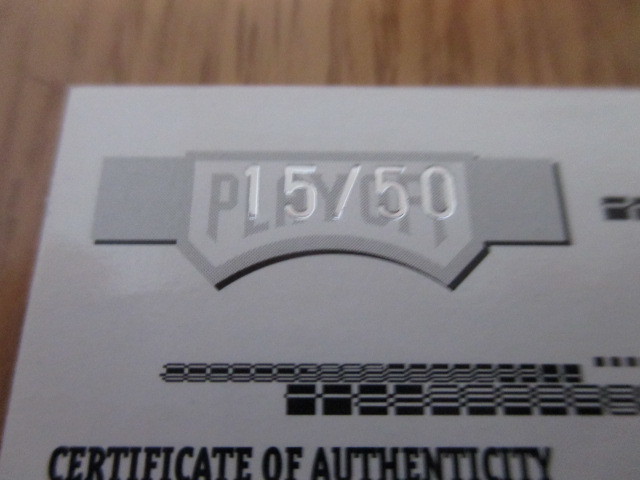 PLAYOFF
15/50
CERTIFICATE OF AUTHENTICITY